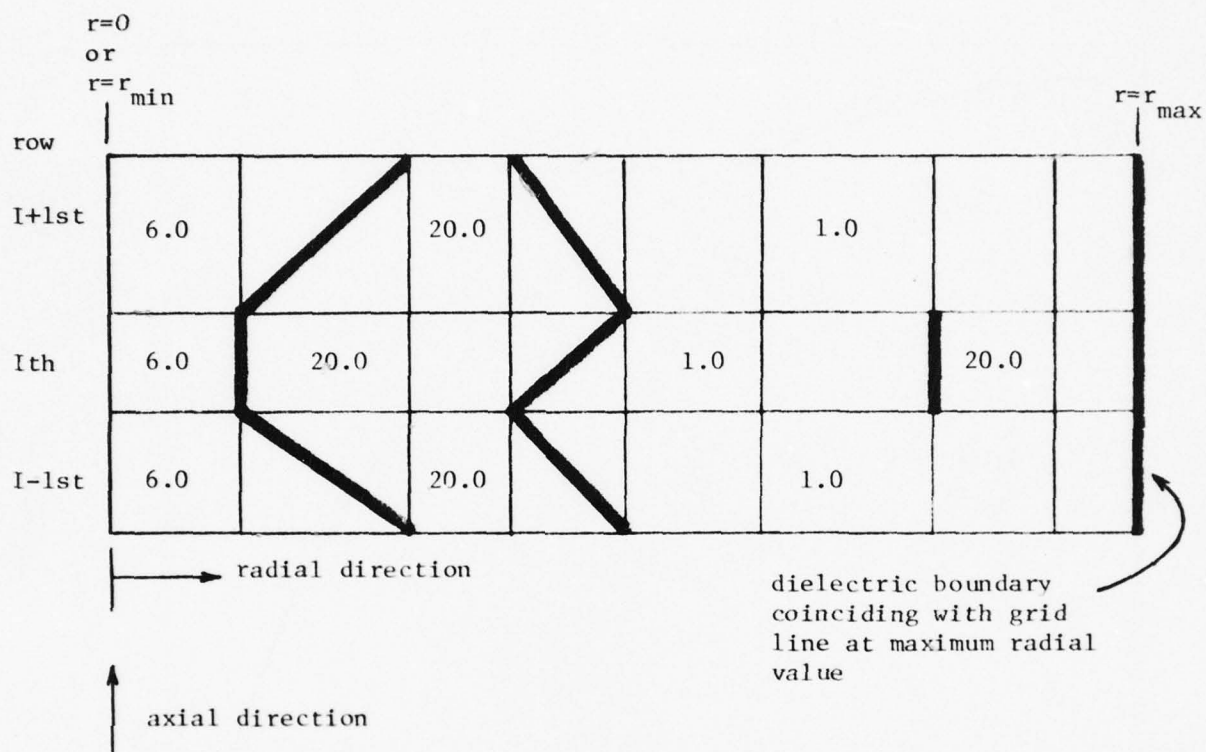 r=0
or
r=r min
r=r max
row
I+1st
6.0
20.0
1.0
Ith
6.0
20.0
1.0
20.0
I-1st
6.0
20.0
1.0
radial direction
dielectric boundary
coinciding with grid
line at maximum radial
value
axial direction